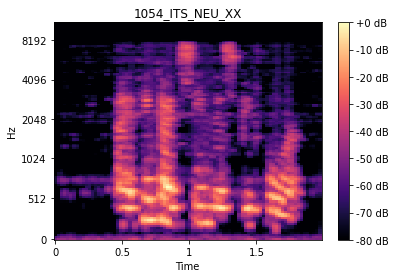 1054_ITS_NEU_XX
8192
4096
2048
1024
512
0
Hz
0
0.5
1
1.5
Time
+0 dB
-10 dB
-20 dB
-30 dB
-40 dB
-50 dB
-60 dB
-70 dB
-80 dB